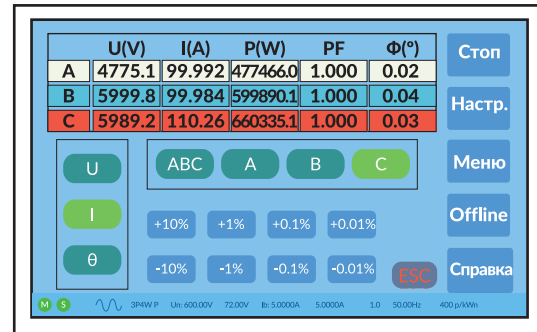 U(V) I(A) P(W) PF Φ(°)
A 4775.1 99.992 477466.0 1.000 0.02
B 5999.8 99.984 599890.1 1.000 0.04
C 5989.2 110.26 660335.1 1.000 0.03
Стоп
Настр.
Меню
Offline
Справка
U
I
θ
ABC A B C
+10% +1% +0.1% +0.01%
-10% -1% -0.1% -0.01%
ESC
M S 3P4W P Un: 600.00V 72.00V Ib: 5.0000A 5.0000A 1.0 50.00Hz 400 p/kWn